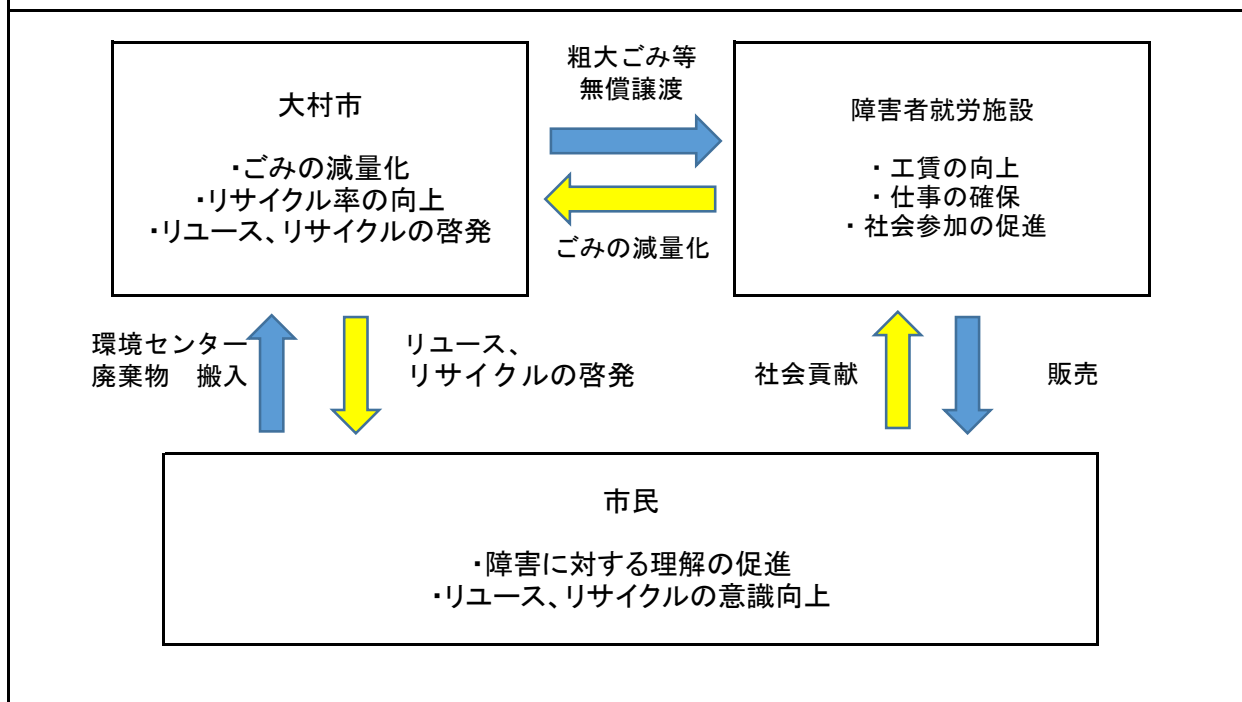 粗大ごみ等
無償譲渡
大村市
・ごみの減量化
・リサイクル率の向上
・リユース、リサイクルの啓発
障害者就労施設
・ 工賃の向上
・ 仕事の確保
・ 社会参加の促進
ごみの減量化
環境センター
廃棄物　搬入
リユース、
リサイクルの啓発
社会貢献
販売
市民
・障害に対する理解の促進
・リユース、リサイクルの意識向上